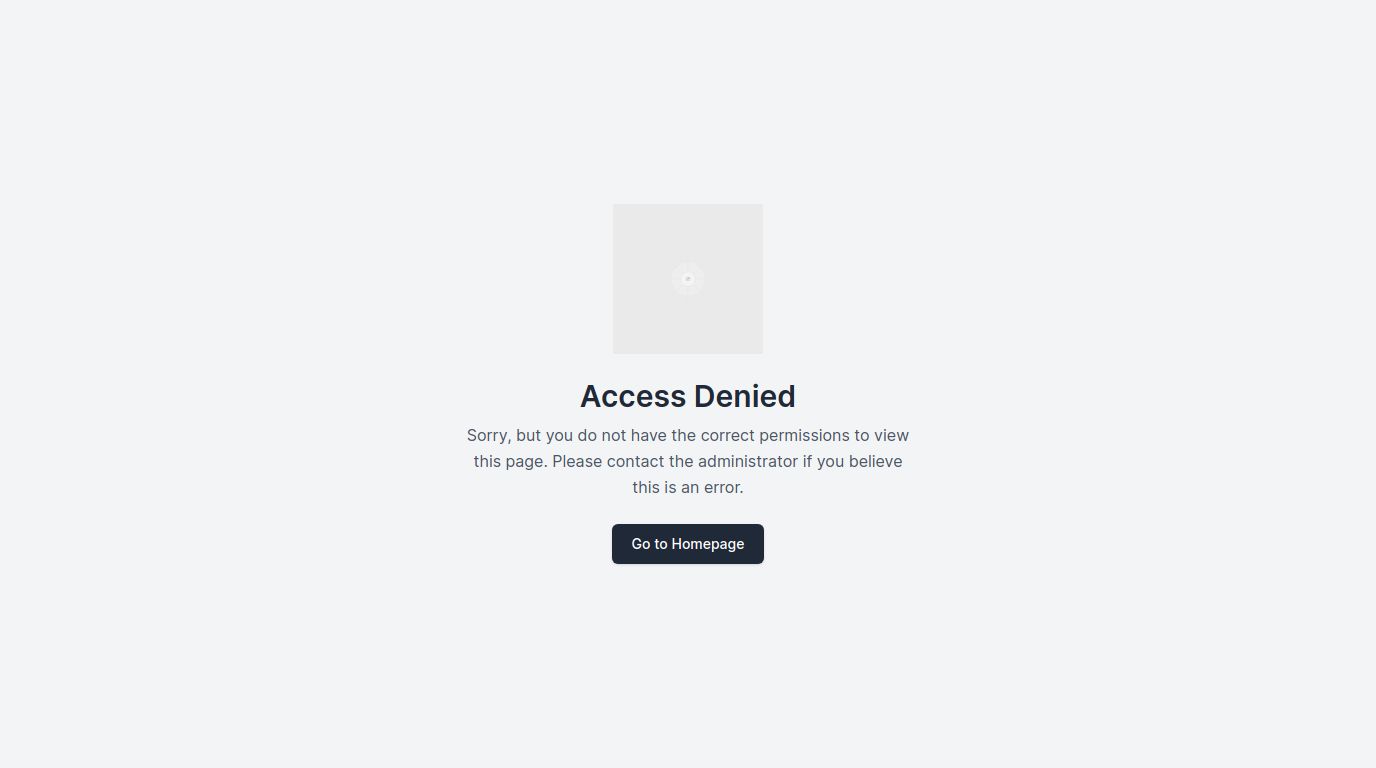 Access Denied
Sorry, but you do not have the correct permissions to view
this page. Please contact the administrator if you believe
this is an error.
Go to Homepage